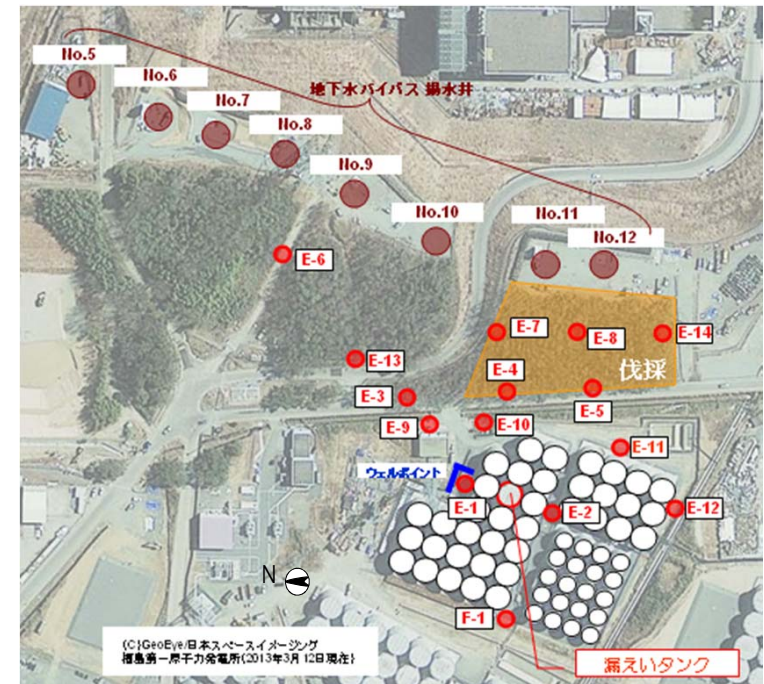 No.5
No.6
No.7
No.8
No.9
No.10
No.11
No.12
地下水バイパス 揚水井
E-6
E-7
E-8
E-14
伐採
E-13
E-4
E-3
E-5
E-9
E-10
E-11
ウェルポイント
E-1
E-2
E-12
N
F-1
(C)GeoEye/日本スペースイメージング
福島第一原子力発電所(2013年3月12日現在)
漏えいタンク